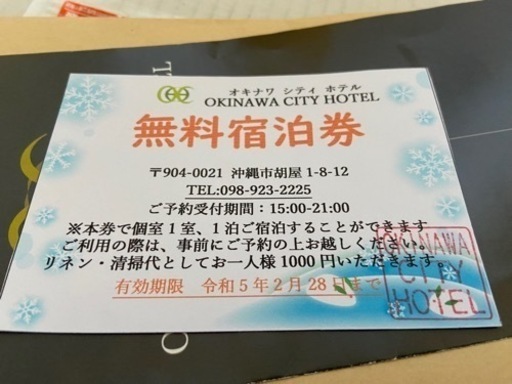 オキナワ シティ ホテル
OKINAWA CITY HOTEL
無料宿泊券
〒904-0021 沖縄市胡屋1-8-12
TEL:098-923-2225
ご予約受付期間：15:00-21:00
※本券で個室1室、1泊ご宿泊することができます
ご利用の際は、事前にご予約の上お越しください。
リネン・清掃代としてお一人様1000円いただきます。
有効期限 令和5年2月28日まで
OKINAWA
CITY
HOTEL